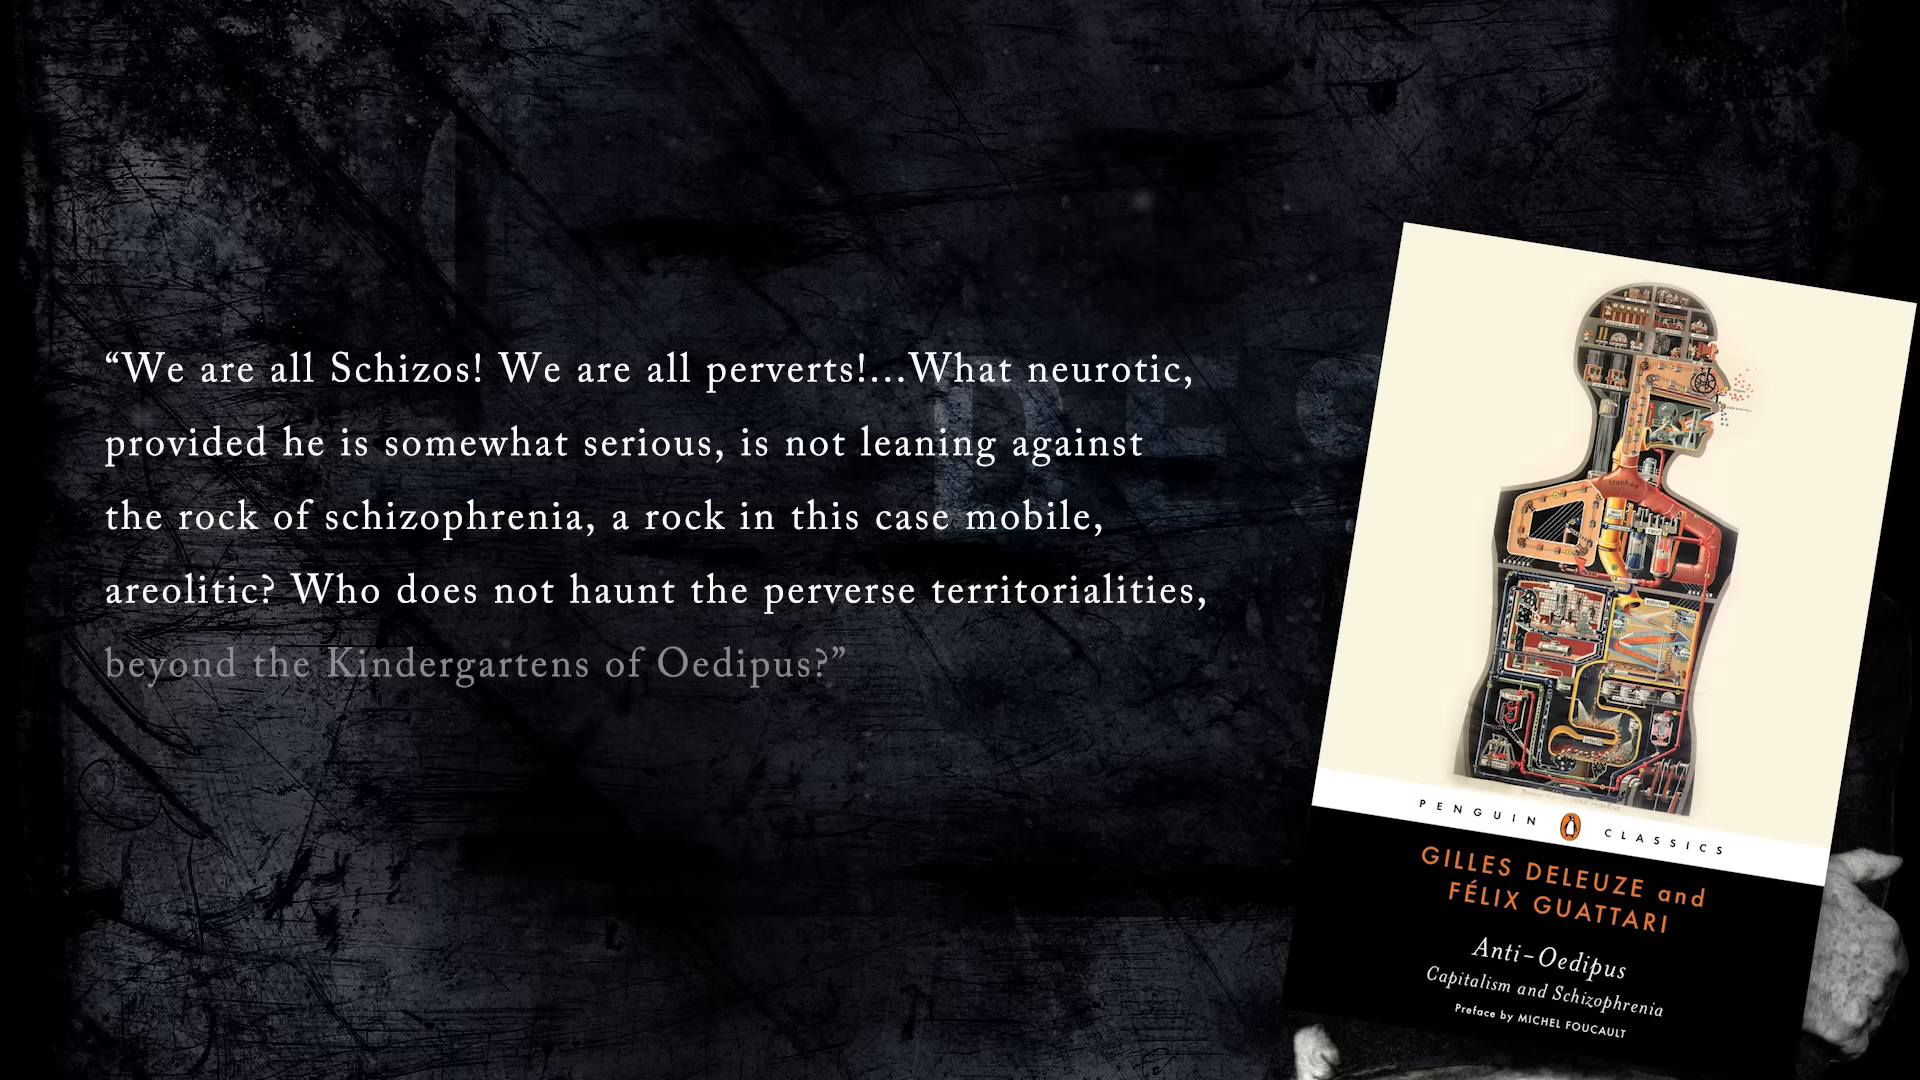 “We are all Schizos! We are all perverts!...What neurotic,
provided he is somewhat serious, is not leaning against
the rock of schizophrenia, a rock in this case mobile,
areolitic? Who does not haunt the perverse territorialities,
beyond the Kindergartens of Oedipus?”
PENGUIN CLASSICS
GILLES DELEUZE and
FÉLIX GUATTARI
Anti-Oedipus
Capitalism and Schizophrenia
Preface by MICHEL FOUCAULT